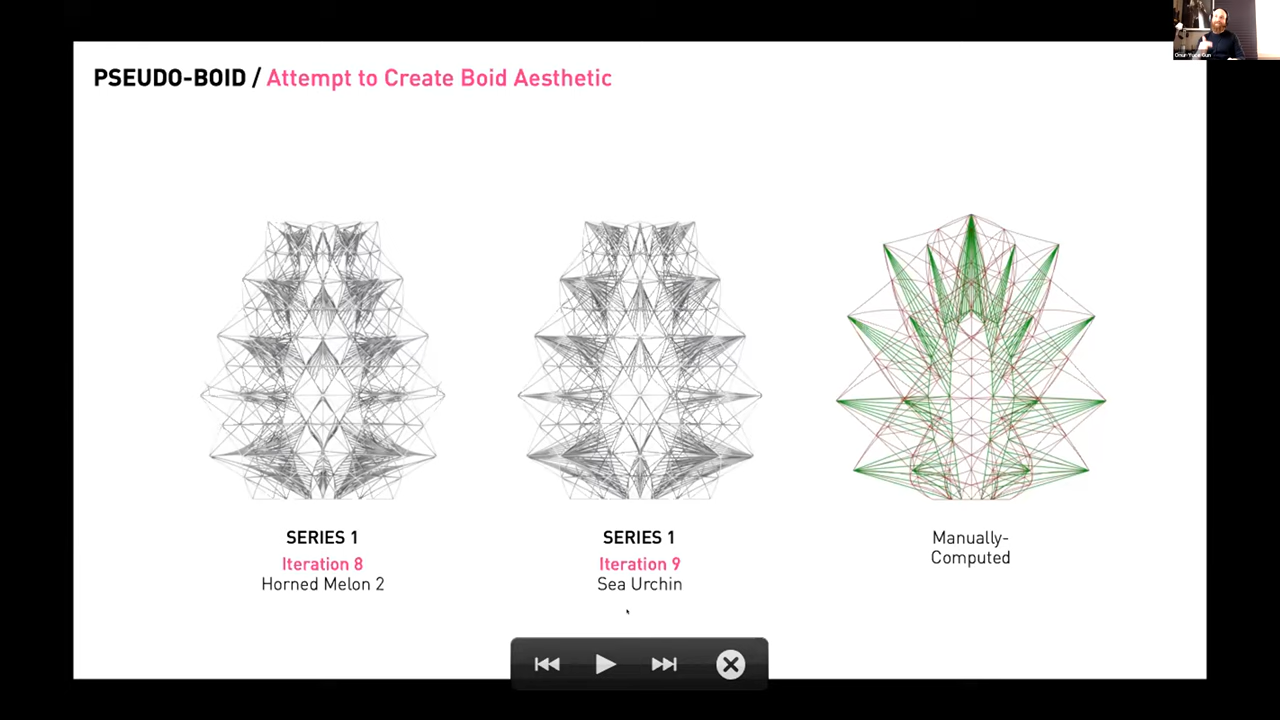 PSEUDO-BOID / Attempt to Create Boid Aesthetic
SERIES 1
Iteration 8
Horned Melon 2
SERIES 1
Iteration 9
Sea Urchin
Manually-
Computed